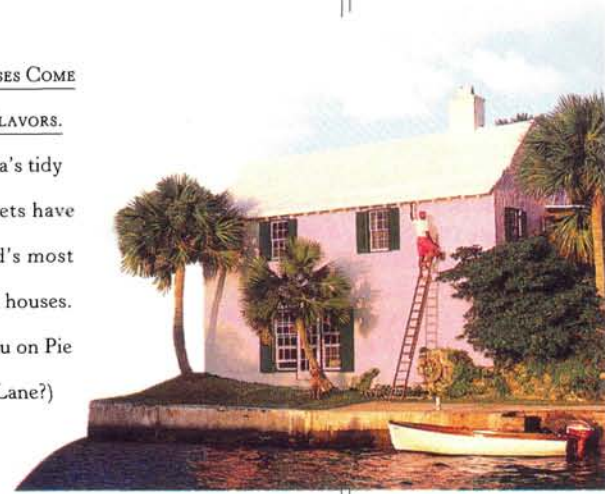 SES COME
LAVORS.
a's tidy
ets have
d's most
houses.
u on Pie
Lane?)